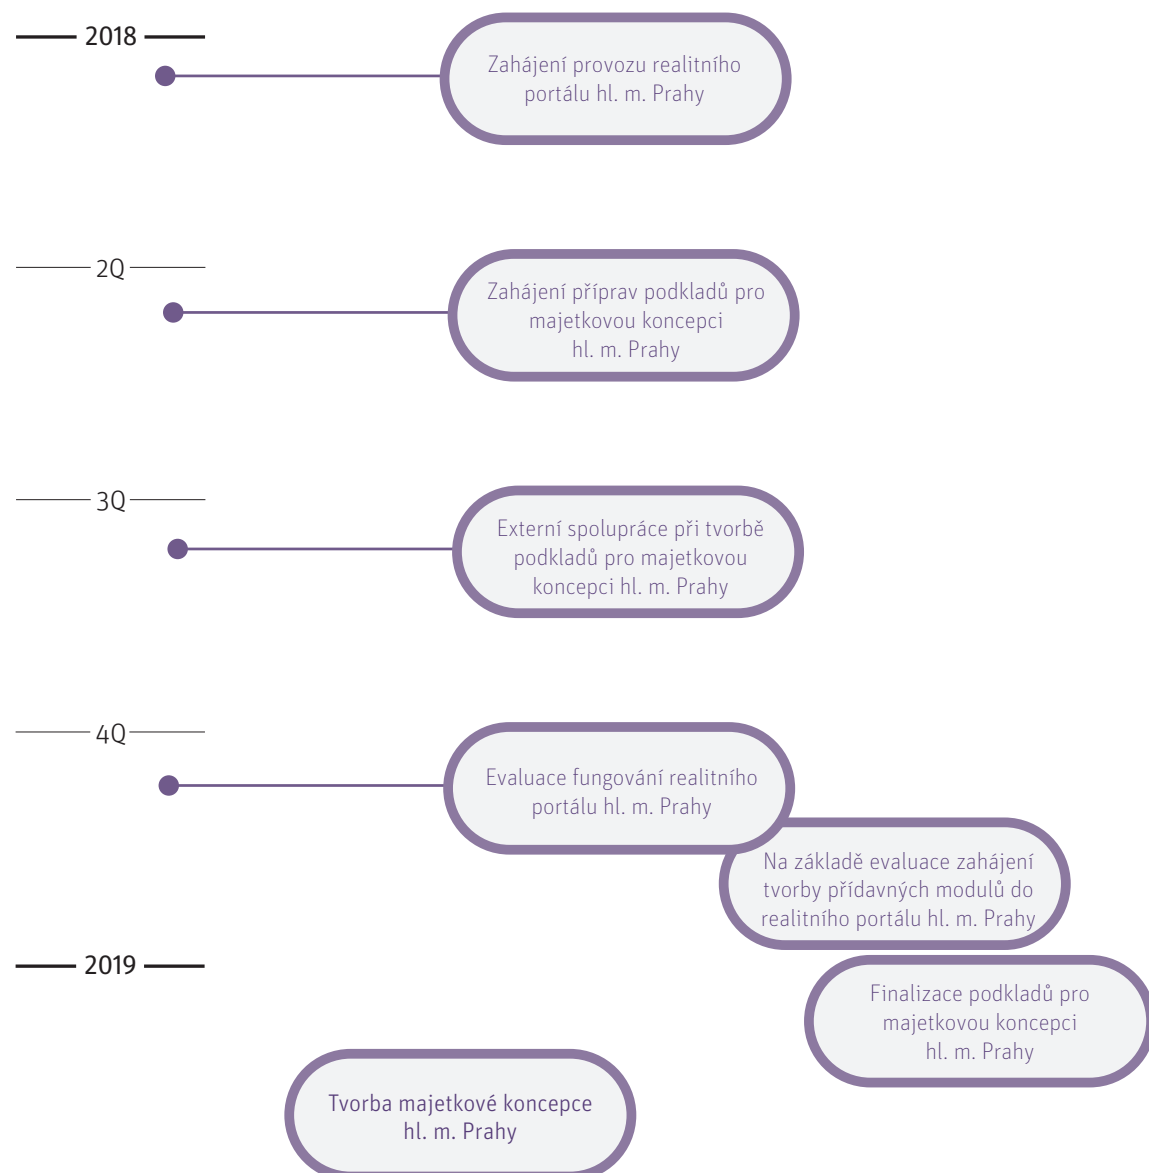 2018
Zahájení provozu realitního
portálu hl. m. Prahy
2Q
Zahájení příprav podkladů pro
majetkovou koncepci
hl. m. Prahy
3Q
Externí spolupráce při tvorbě
podkladů pro majetkovou
koncepci hl. m. Prahy
4Q
Evaluace fungování realitního
portálu hl. m. Prahy
Na základě evaluace zahájení
tvorby přídavných modulů do
realitního portálu hl. m. Prahy
2019
Finalizace podkladů pro
majetkovou koncepci
hl. m. Prahy
Tvorba majetkové koncepce
hl. m. Prahy